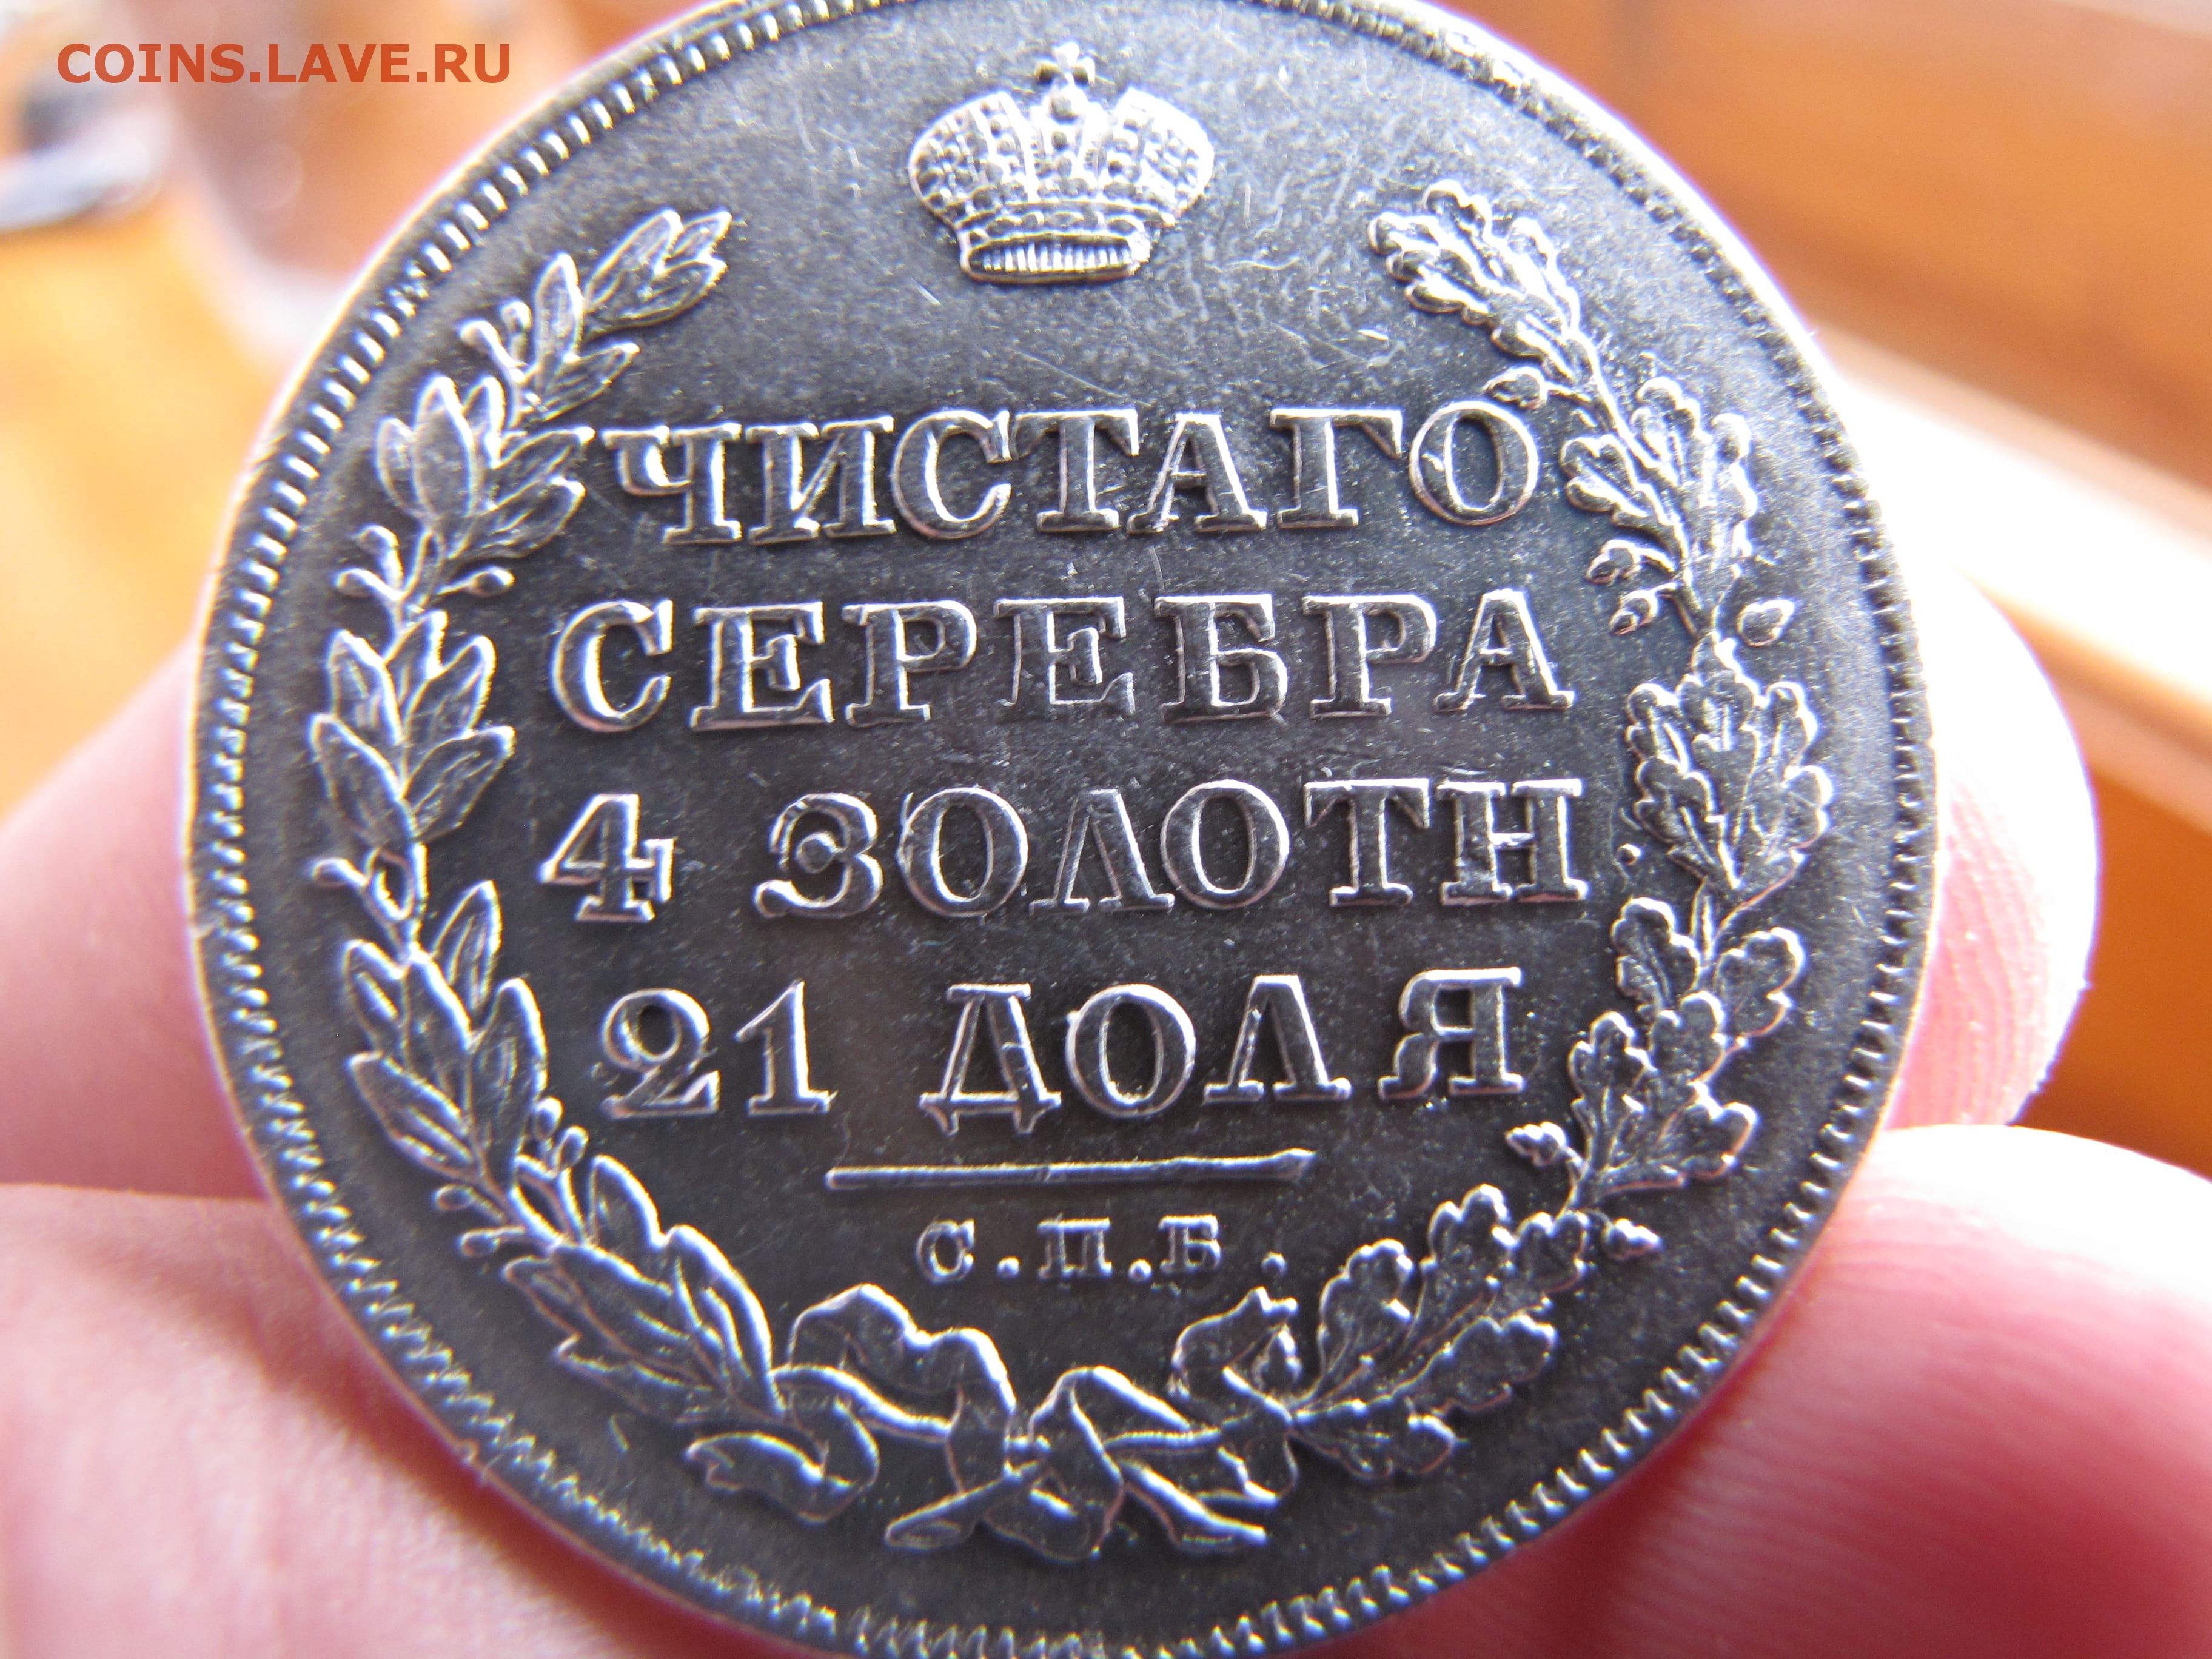 COINS.LAVE.RU
ЧИСТАГО
СЕРЕБРА
4 ЗОЛОТН.
21 ДОЛЯ
С.П.Б.